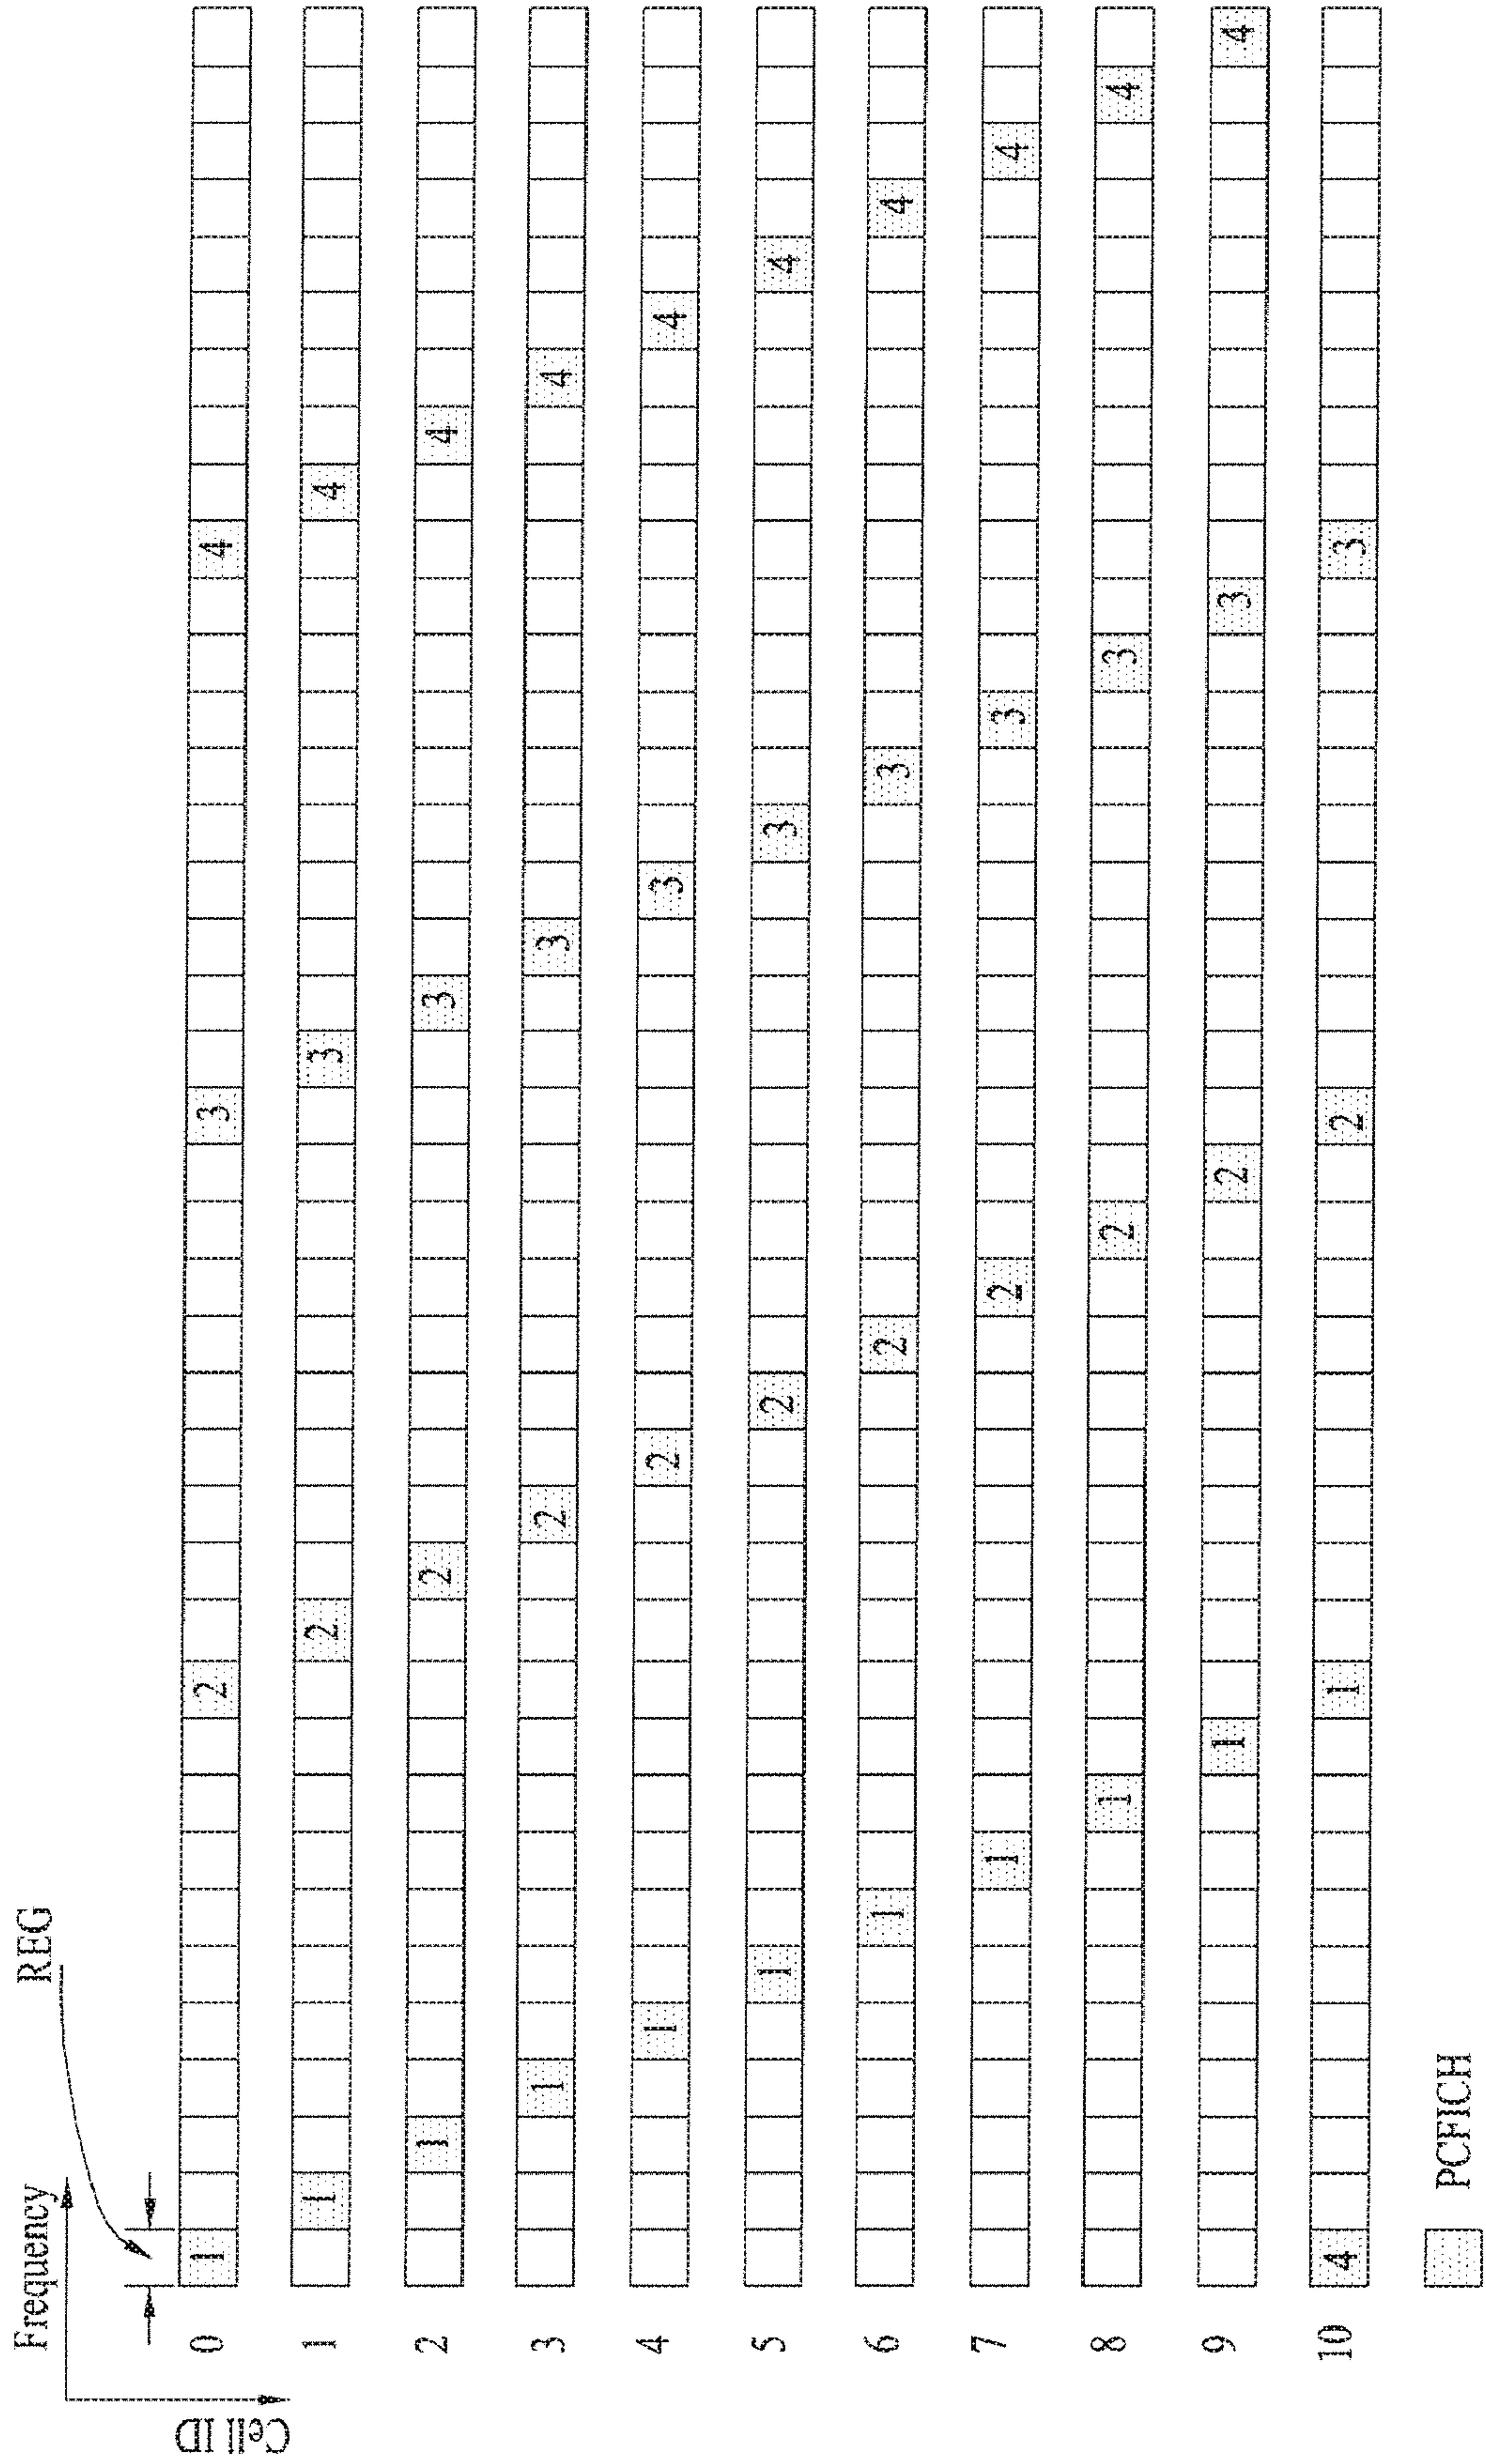 Frequency
REG
Cell ID
0 1 2 3 4
1 1 2 3 4
2 1 2 3 4
3 1 2 3 4
4 1 2 3 4
5 1 2 3 4
6 1 2 3 4
7 1 2 3 4
8 1 2 3 4
9 1 2 3 4
10 4 1 2 3
PCFICH